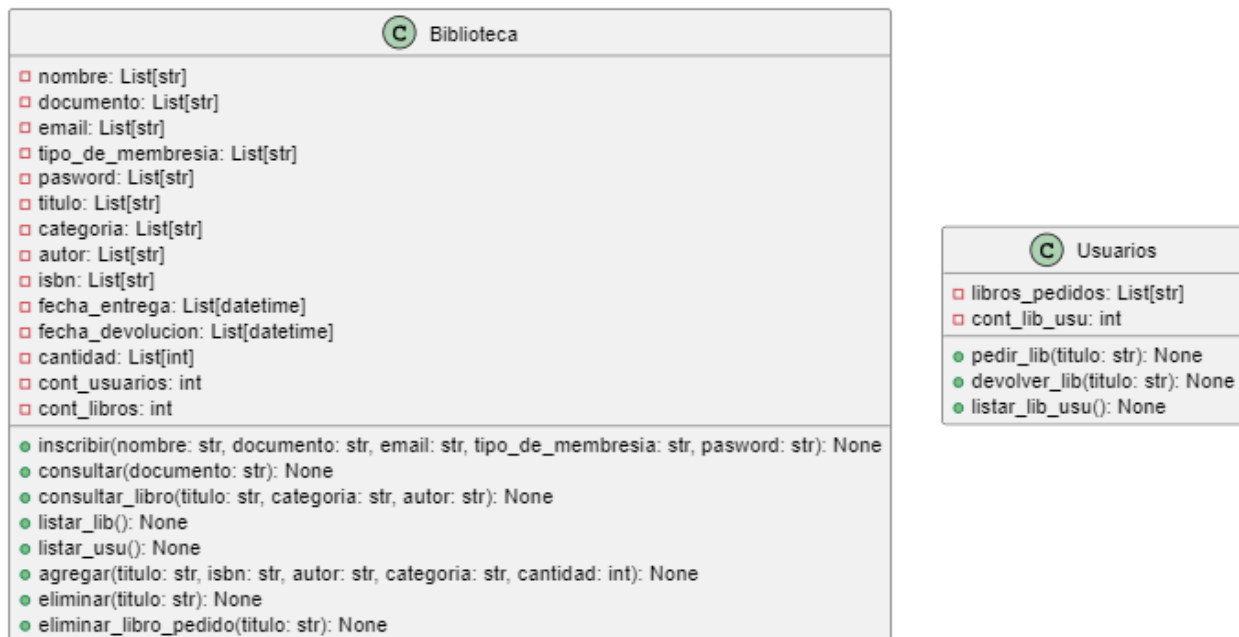 C Biblioteca
nombre: List[str]
documento: List[str]
email: List[str]
tipo_de_membresia: List[str]
pasword: List[str]
titulo: List[str]
categoria: List[str]
autor: List[str]
isbn: List[str]
fecha_entrega: List[datetime]
fecha_devolucion: List[datetime]
cantidad: List[int]
cont_usuarios: int
cont_libros: int
inscribir(nombre: str, documento: str, email: str, tipo_de_membresia: str, pasword: str): None
consultar(documento: str): None
consultar_libro(titulo: str, categoria: str, autor: str): None
listar_lib(): None
listar_usu(): None
agregar(titulo: str, isbn: str, autor: str, categoria: str, cantidad: int): None
eliminar(titulo: str): None
eliminar_libro_pedido(titulo: str): None
C Usuarios
libros_pedidos: List[str]
cont_lib_usu: int
pedir_lib(titulo: str): None
devolver_lib(titulo: str): None
listar_lib_usu(): None